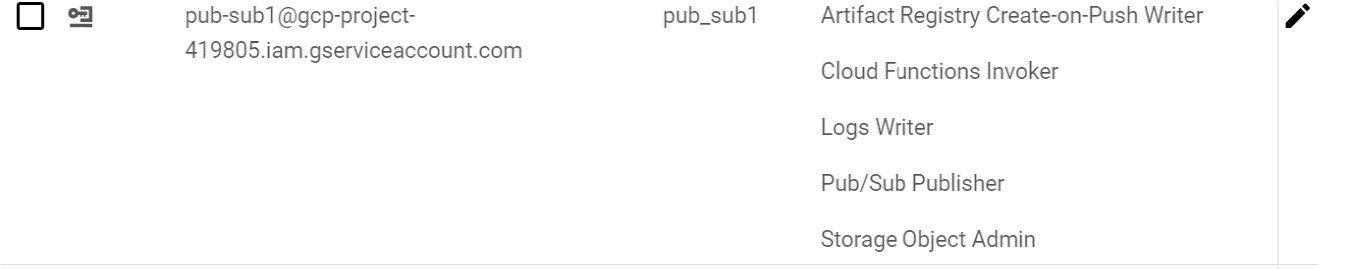 pub-sub1@gcp-project-
419805.iam.gserviceaccount.com
pub_sub1
Artifact Registry Create-on-Push Writer
Cloud Functions Invoker
Logs Writer
Pub/Sub Publisher
Storage Object Admin